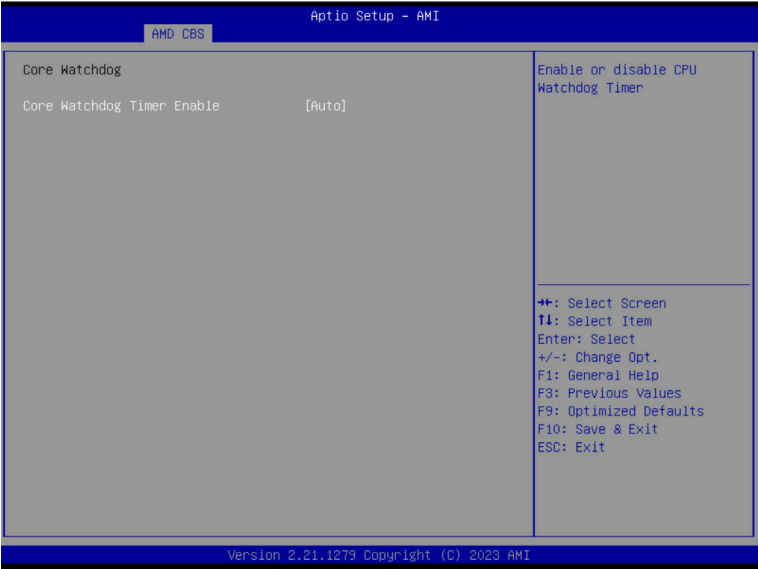 Aptio Setup – AMI
AMD CBS
Core Watchdog
Core Watchdog Timer Enable [Auto]
Enable or disable CPU
Watchdog Timer
→←: Select Screen
↑↓: Select Item
Enter: Select
+/-: Change Opt.
F1: General Help
F3: Previous Values
F9: Optimized Defaults
F10: Save & Exit
ESC: Exit
Version 2.21.1279 Copyright (C) 2023 AMI